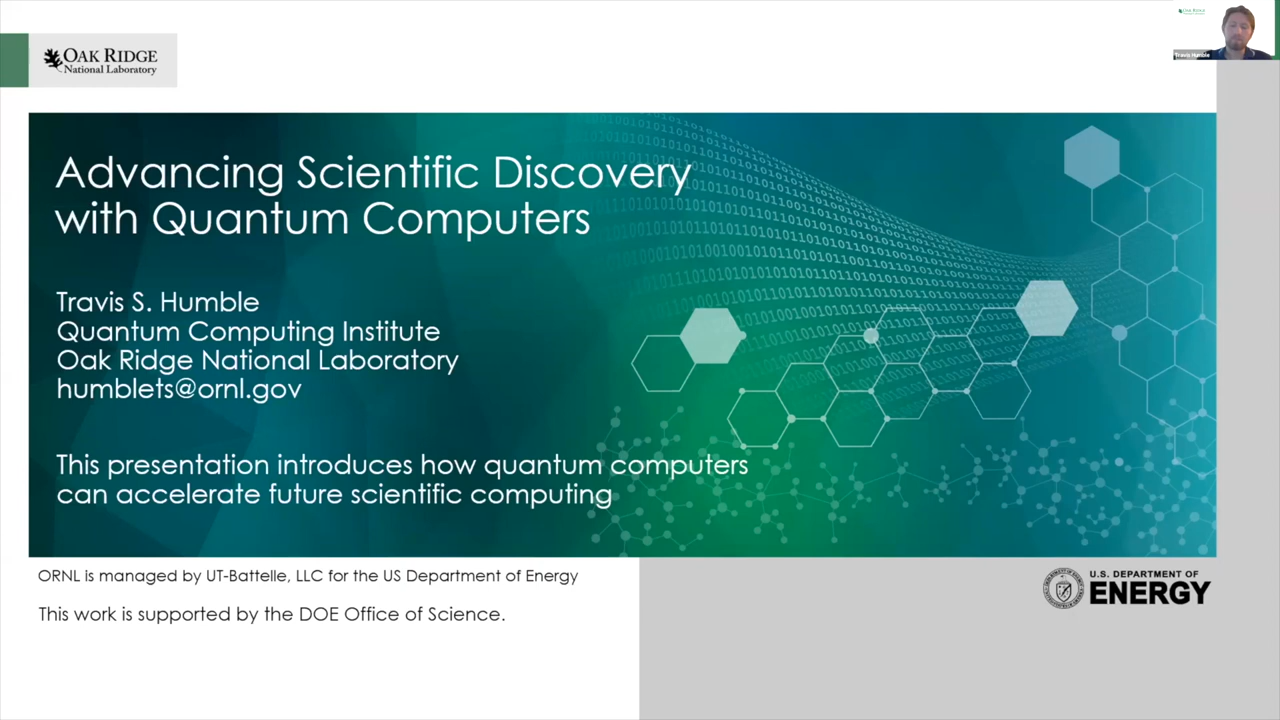 OAK RIDGE
National Laboratory
Travis Humble
Advancing Scientific Discovery
with Quantum Computers
Travis S. Humble
Quantum Computing Institute
Oak Ridge National Laboratory
humblets@ornl.gov
This presentation introduces how quantum computers
can accelerate future scientific computing
ORNL is managed by UT-Battelle, LLC for the US Department of Energy
This work is supported by the DOE Office of Science.
U.S. DEPARTMENT OF
ENERGY